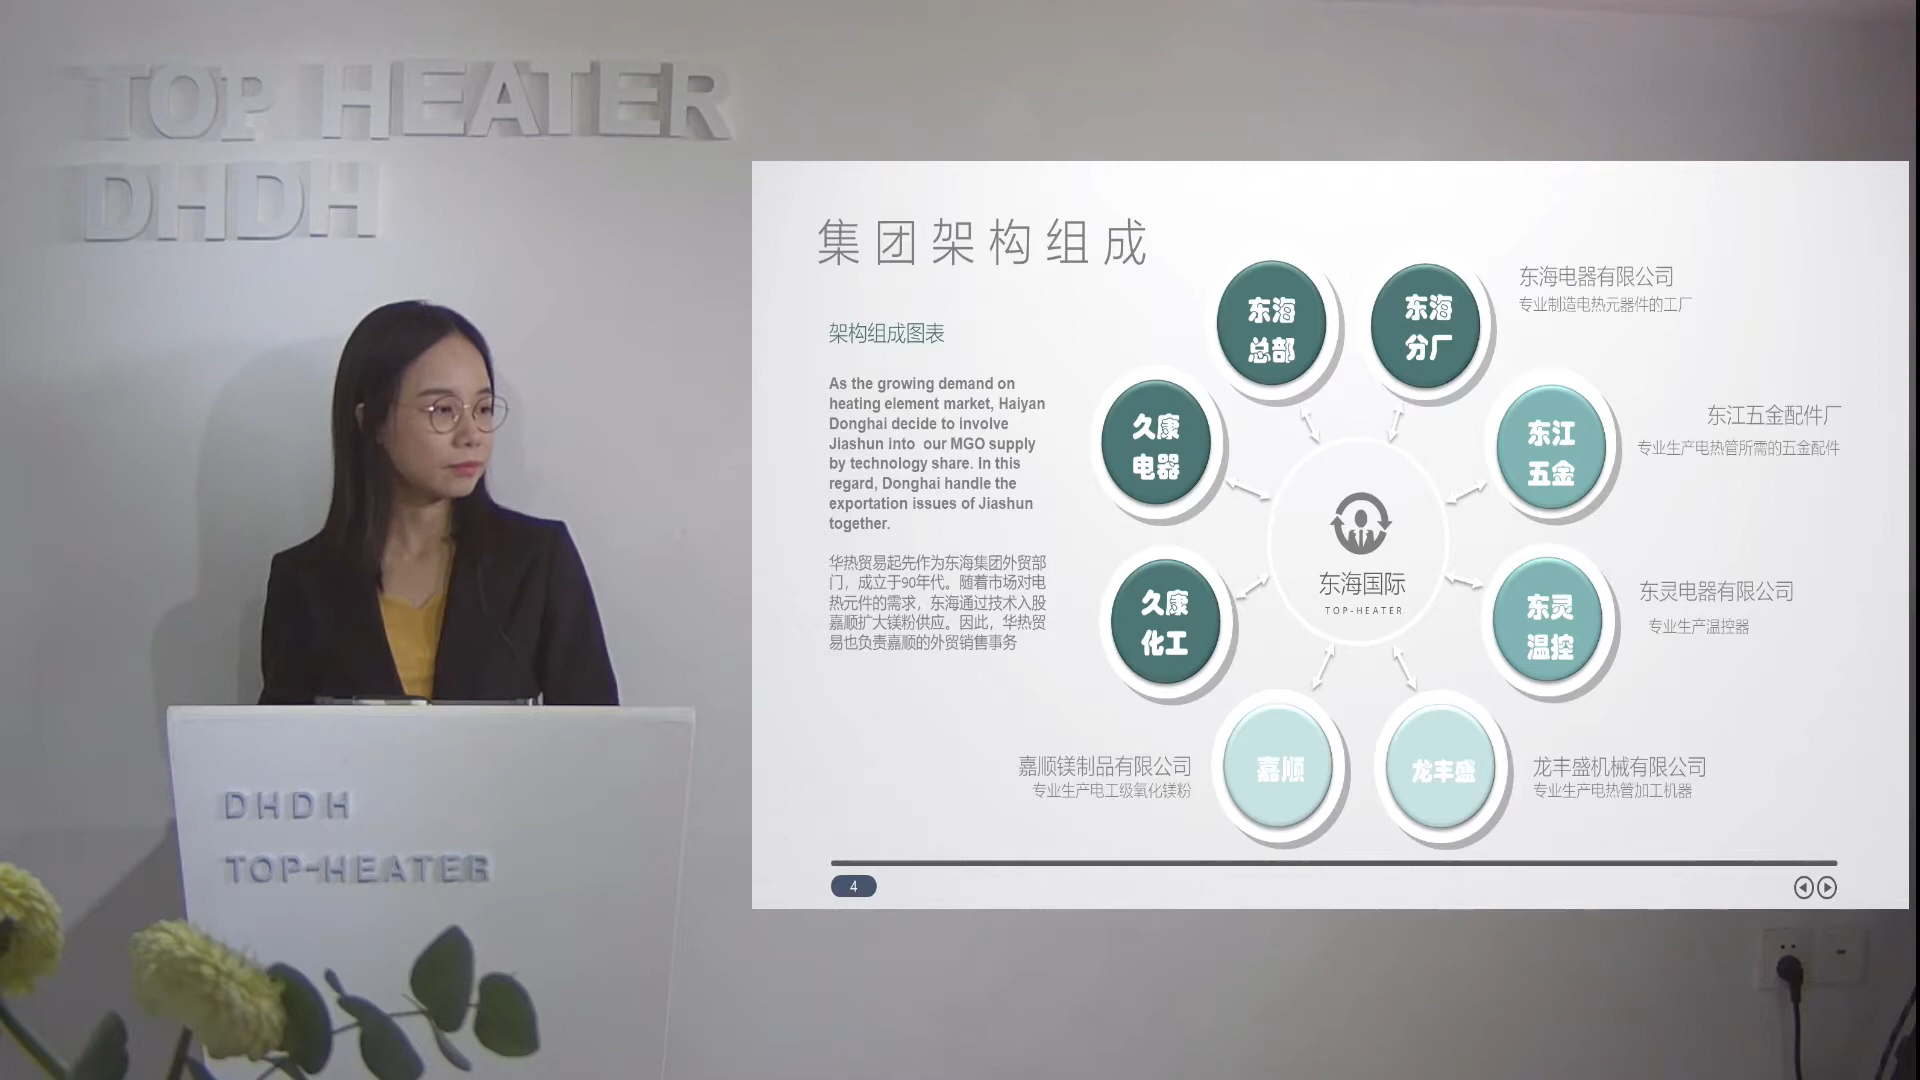 TOP HEATER
DHDH
DHDH
TOP-HEATER
集团架构组成
架构组成图表
As the growing demand on
heating element market, Haiyan
Donghai decide to involve
Jiashun into our MGO supply
by technology share. In this
regard, Donghai handle the
exportation issues of Jiashun
together.
华热贸易起先作为东海集团外贸部
门，成立于90年代。随着市场对电
热元件的需求，东海通过技术入股
嘉顺扩大镁粉供应。因此，华热贸
易也负责嘉顺的外贸销售事务
东海
总部
东海
分厂
东海电器有限公司
专业制造电热元器件的工厂
久康
电器
东江
五金
东江五金配件厂
专业生产电热管所需的五金配件
东海国际
TOP-HEATER
久康
化工
东灵
温控
东灵电器有限公司
专业生产温控器
嘉顺镁制品有限公司
专业生产电工级氧化镁粉
嘉顺
龙丰盛
龙丰盛机械有限公司
专业生产电热管加工机器
4